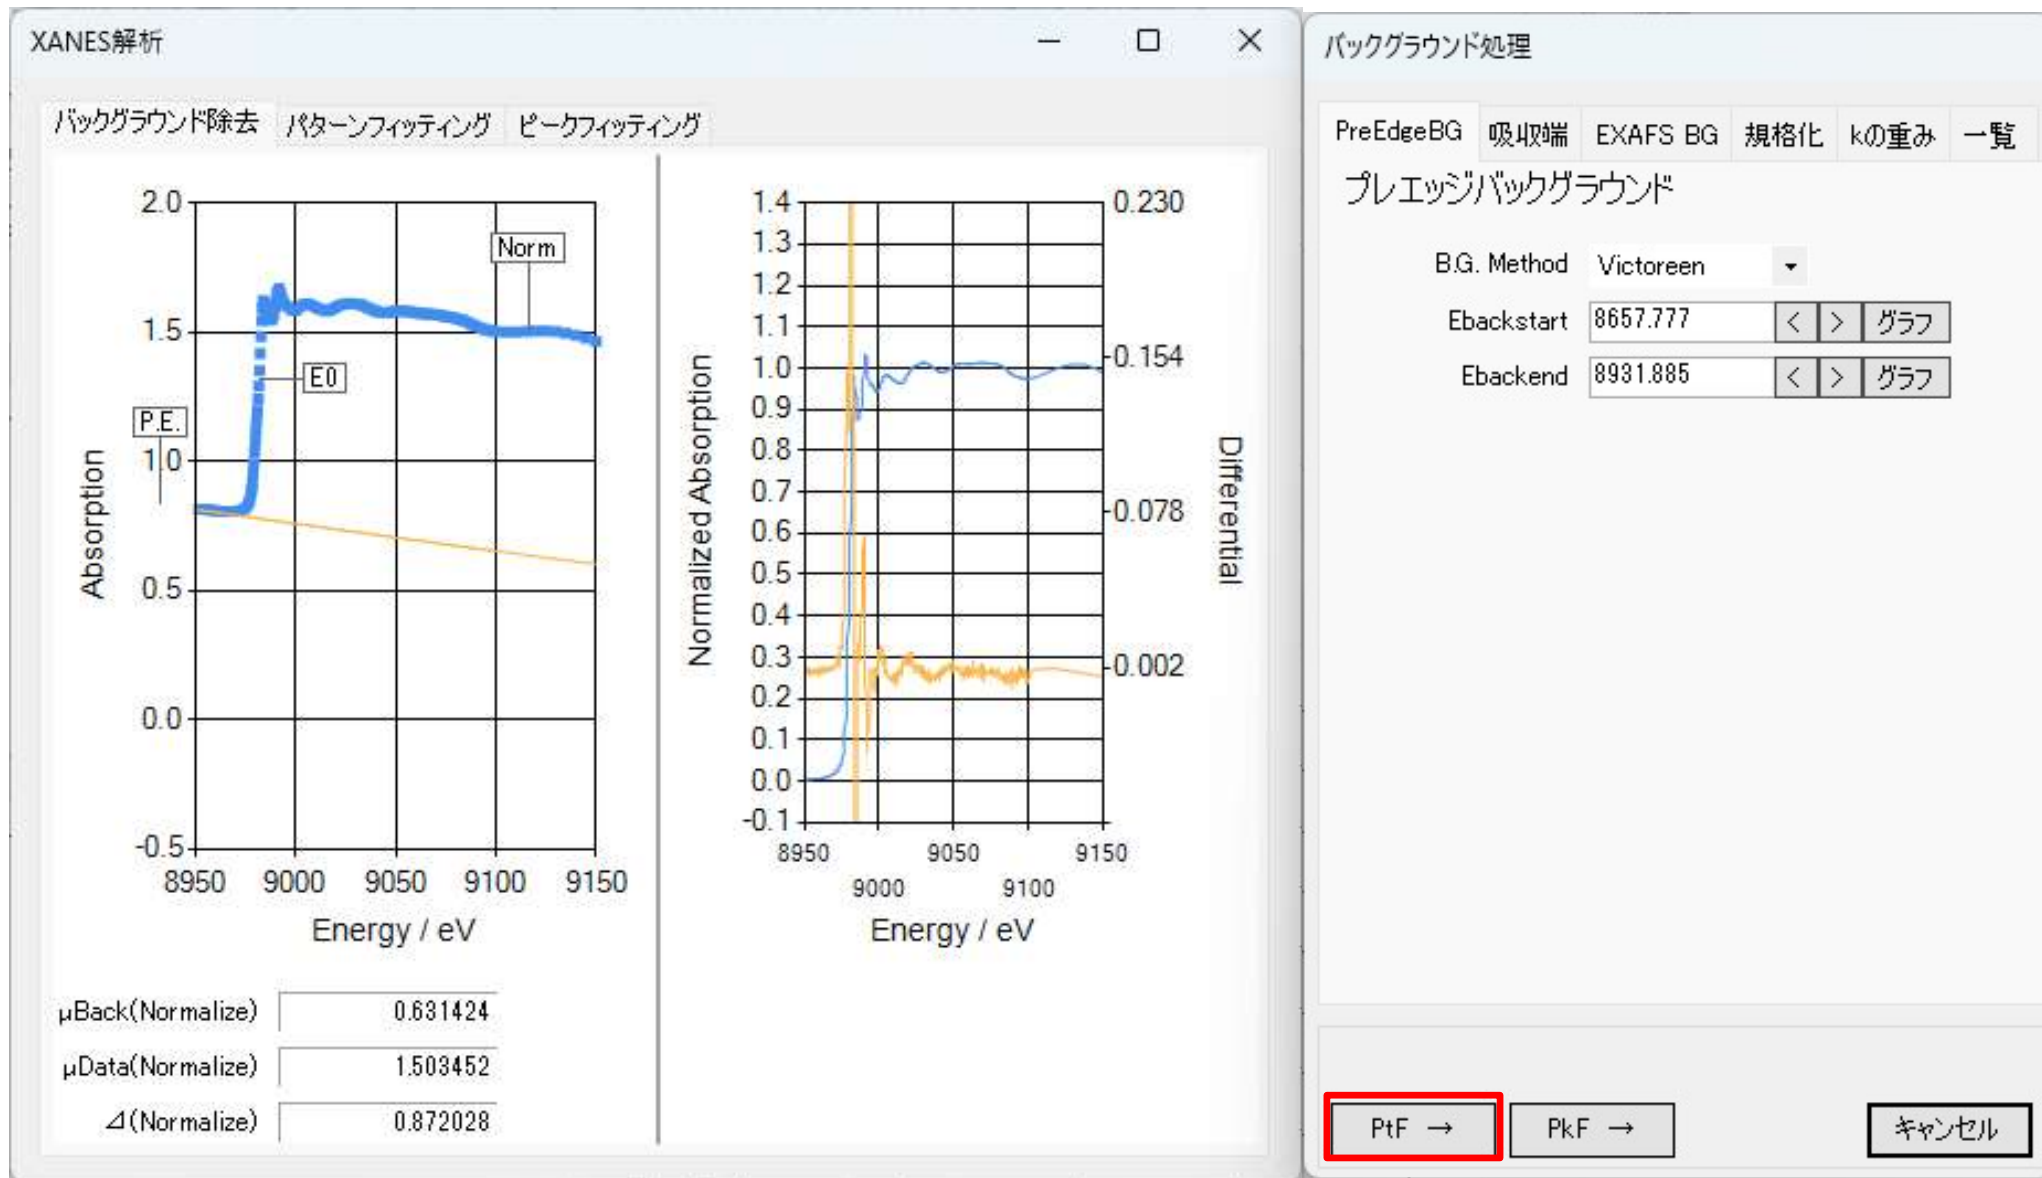 XANES解析
バックグラウンド除去 パターンフィッティング ピークフィッティング
2.0
1.5
1.0
0.5
0.0
-0.5
Absorption
Norm
E0
P.E.
8950 9000 9050 9100 9150
Energy / eV
1.4
1.3
1.2
1.1
1.0
0.9
0.8
0.7
0.6
0.5
0.4
0.3
0.2
0.1
0.0
-0.1
Normalized Absorption
0.230
0.154
0.078
0.002
Differential
8950 9050 9150
9000 9100
Energy / eV
μBack(Normalize) 0.631424
μData(Normalize) 1.503452
⊿(Normalize) 0.872028
バックグラウンド処理
PreEdgeBG 吸収端 EXAFS BG 規格化 kの重み 一覧
プレエッジバックグラウンド
B.G. Method Victoreen
Ebackstart 8657.777 < > グラフ
Ebackend 8931.885 < > グラフ
PtF → PkF → キャンセル